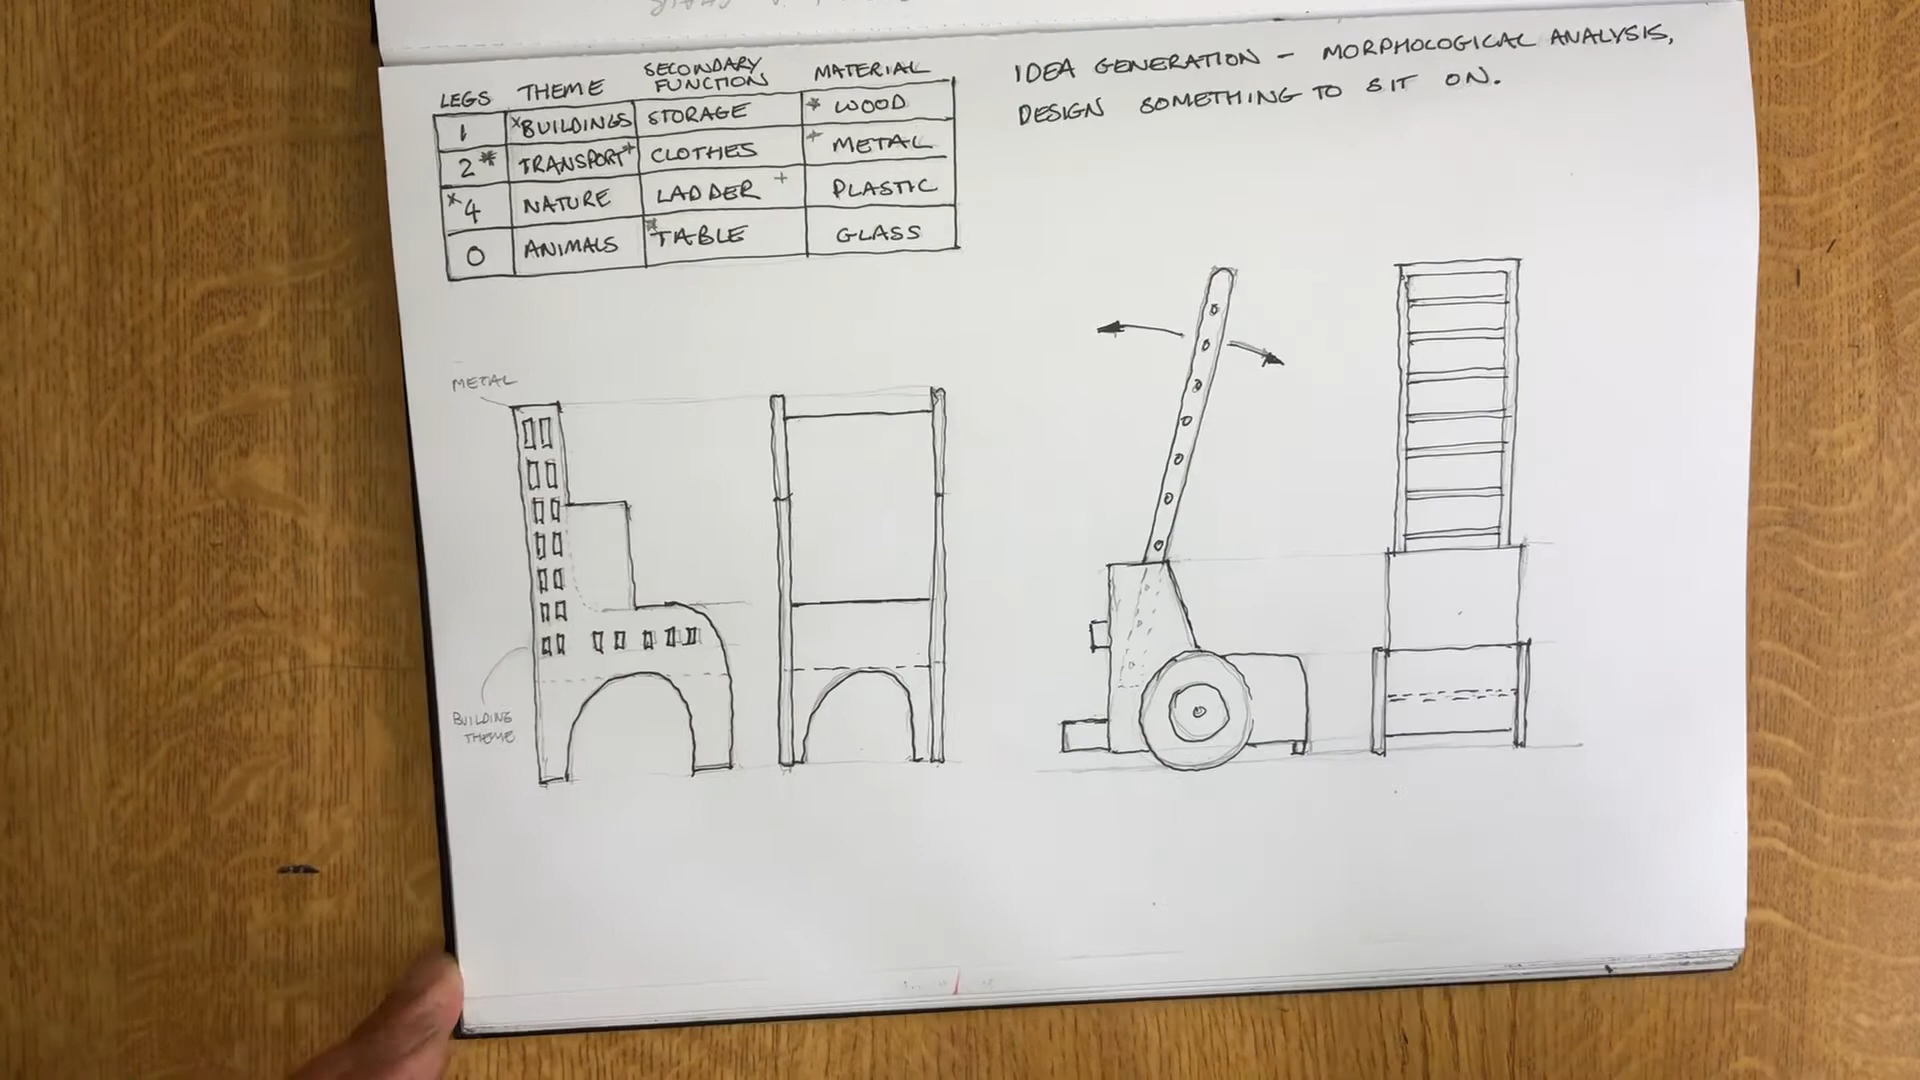 IDEA GENERATION - MORPHOLOGICAL ANALYSIS,
DESIGN SOMETHING TO SIT ON.
LEGS THEME SECONDARY FUNCTION MATERIAL
1 *BUILDINGS STORAGE * WOOD
2* TRANSPORT+ CLOTHES + METAL
*4 NATURE LADDER + PLASTIC
0 ANIMALS *TABLE GLASS
METAL
BUILDING
THEME